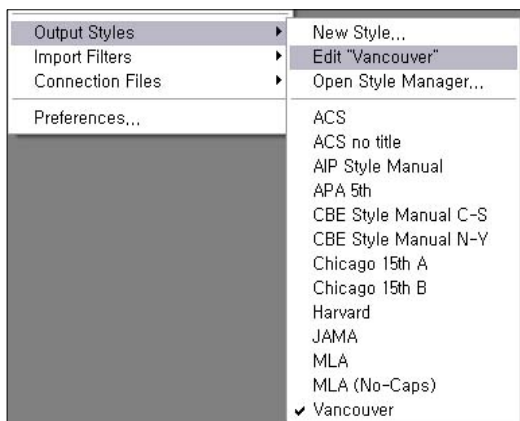 Output Styles
Import Filters
Connection Files
Preferences...
New Style...
Edit "Vancouver"
Open Style Manager...
ACS
ACS no title
AIP Style Manual
APA 5th
CBE Style Manual C-S
CBE Style Manual N-Y
Chicago 15th A
Chicago 15th B
Harvard
JAMA
MLA
MLA (No-Caps)
Vancouver